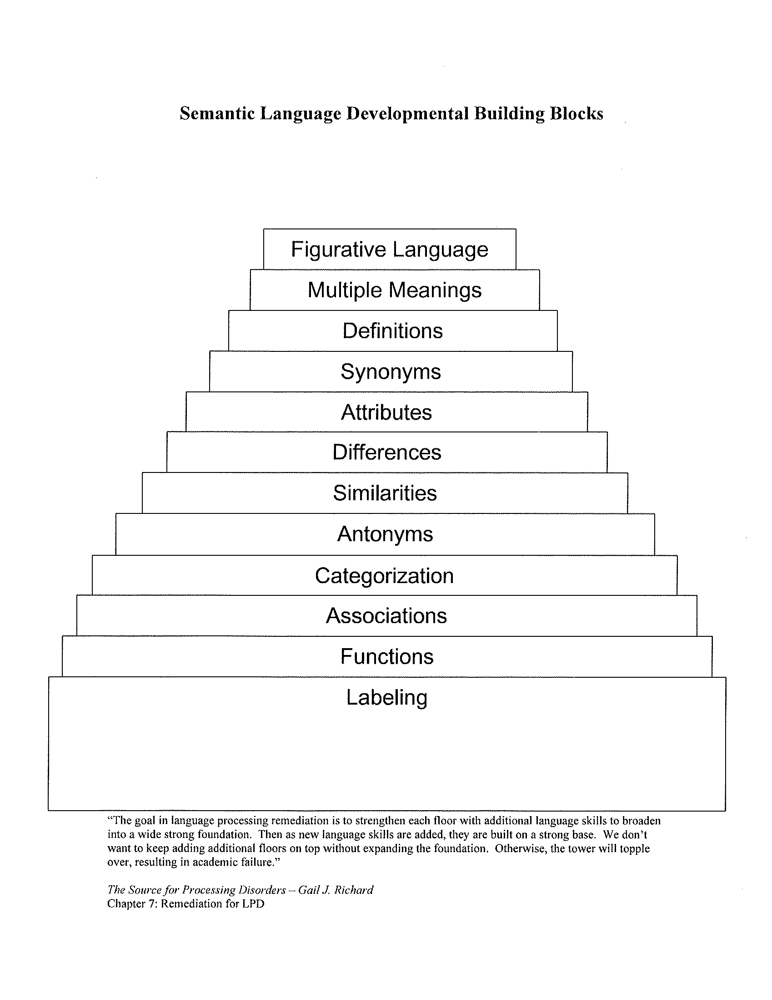 Semantic Language Developmental Building Blocks
Figurative Language
Multiple Meanings
Definitions
Synonyms
Attributes
Differences
Similarities
Antonyms
Categorization
Associations
Functions
Labeling
“The goal in language processing remediation is to strengthen each floor with additional language skills to broaden
into a wide strong foundation.  Then as new language skills are added, they are built on a strong base.  We don’t
want to keep adding additional floors on top without expanding the foundation.  Otherwise, the tower will topple
over, resulting in academic failure.”
The Source for Processing Disorders – Gail J. Richard
Chapter 7: Remediation for LPD